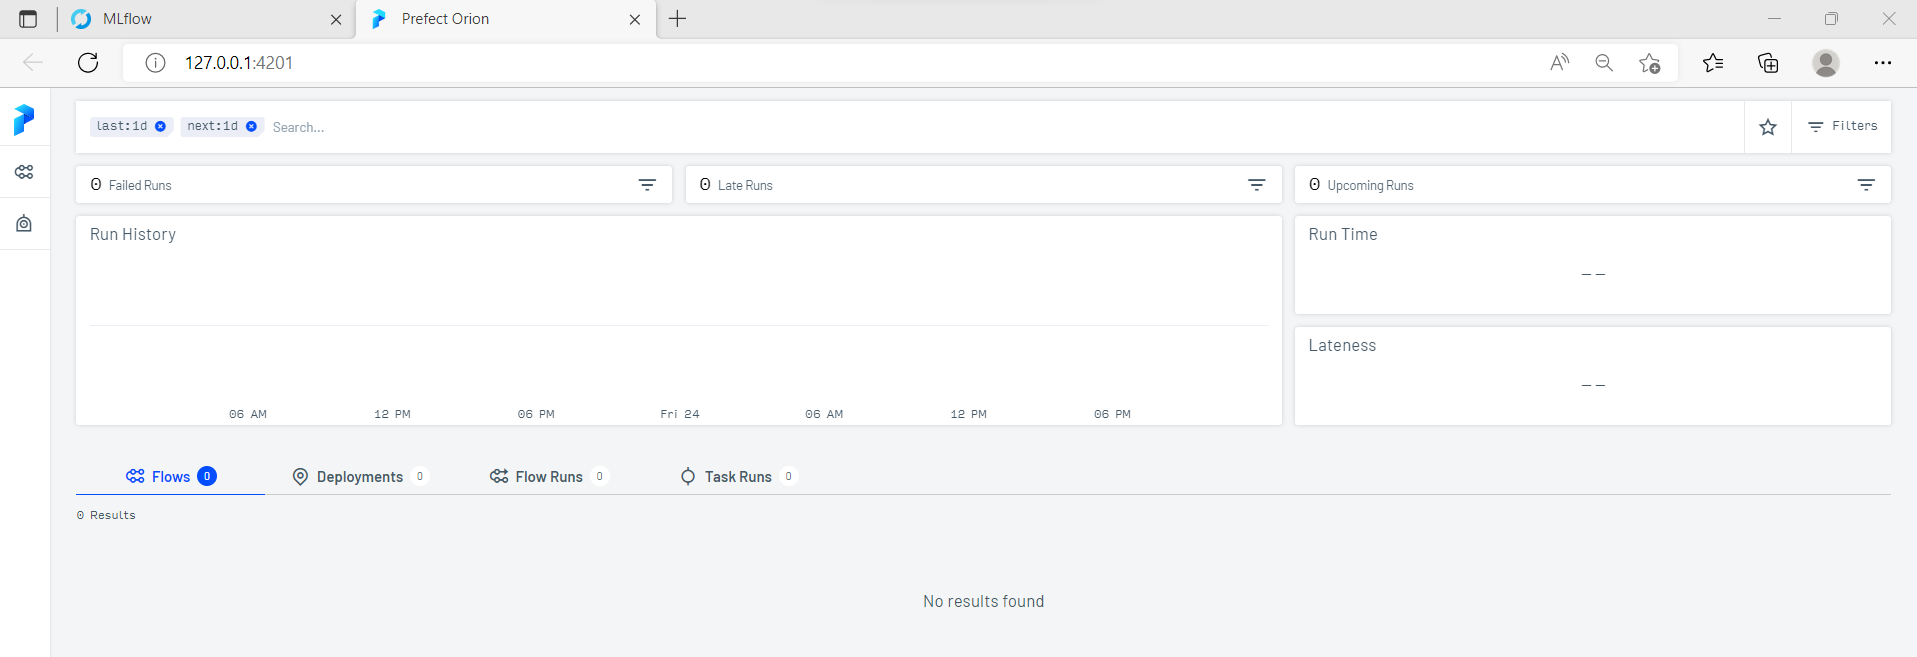 MLflow
Prefect Orion
127.0.0.1:4201
last:1d next:1d Search...
Filters
0 Failed Runs
0 Late Runs
0 Upcoming Runs
Run History
Run Time
--
Lateness
--
06 AM 12 PM 06 PM Fri 24 06 AM 12 PM 06 PM
Flows 0 Deployments 0 Flow Runs 0 Task Runs 0
0 Results
No results found